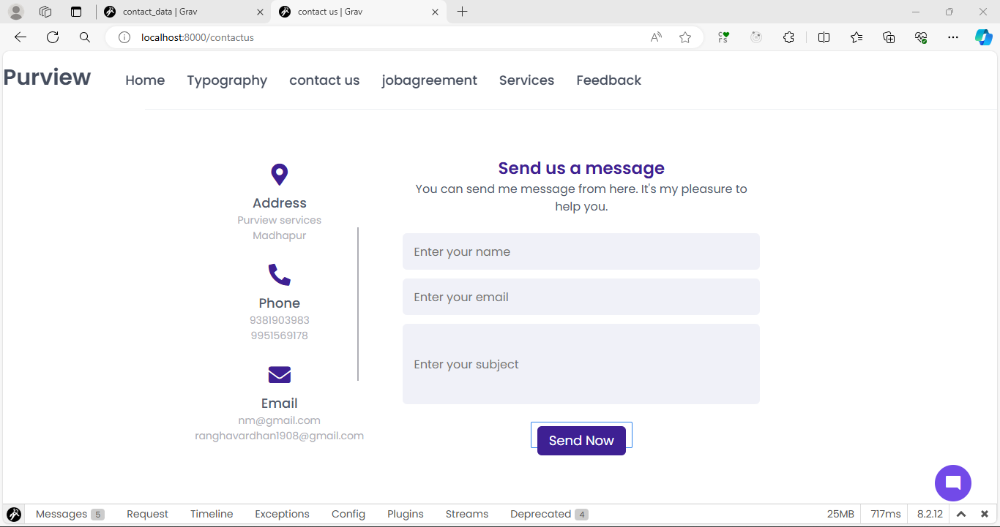 contact_data | Grav
contact us | Grav
localhost:8000/contactus
Purview
Home Typography contact us jobagreement Services Feedback
Address
Purview services
Madhapur
Phone
9381903983
9951569178
Email
nm@gmail.com
ranghavardhan1908@gmail.com
Send us a message
You can send me message from here. It's my pleasure to
help you.
Enter your name
Enter your email
Enter your subject
Send Now
Messages 5 Request Timeline Exceptions Config Plugins Streams Deprecated 4 25MB 717ms 8.2.12